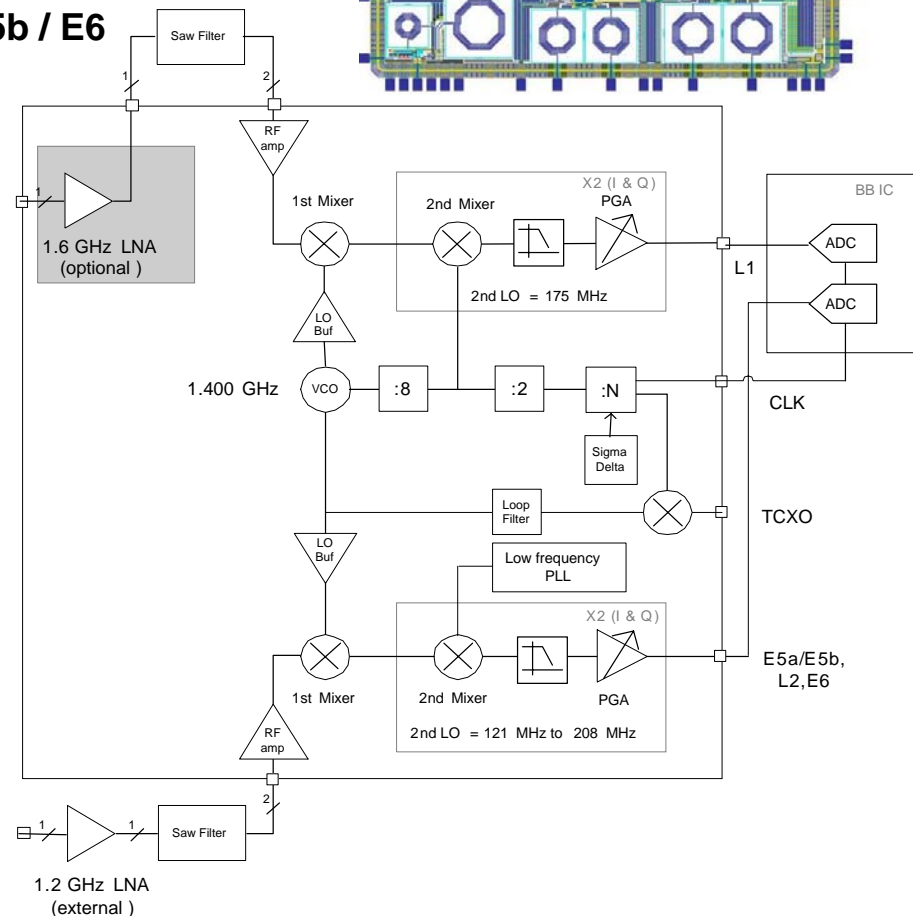 5b / E6
Saw Filter
1
2
RF
amp
X2 (I & Q)
BB IC
1
1st Mixer
2nd Mixer
PGA
ADC
1.6 GHz LNA
(optional )
L1
2nd LO = 175 MHz
LO
Buf
ADC
1.400 GHz
VCO
:8
:2
:N
CLK
Sigma
Delta
Loop
Filter
TCXO
LO
Buf
Low frequency
PLL
X2 (I & Q)
E5a/E5b,
L2,E6
1st Mixer
2nd Mixer
PGA
RF
amp
2nd LO = 121 MHz to 208 MHz
2
1
1
Saw Filter
1.2 GHz LNA
(external )